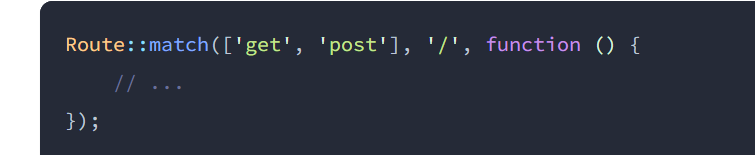 Route::match(['get', 'post'], '/', function () {
    // ...
});